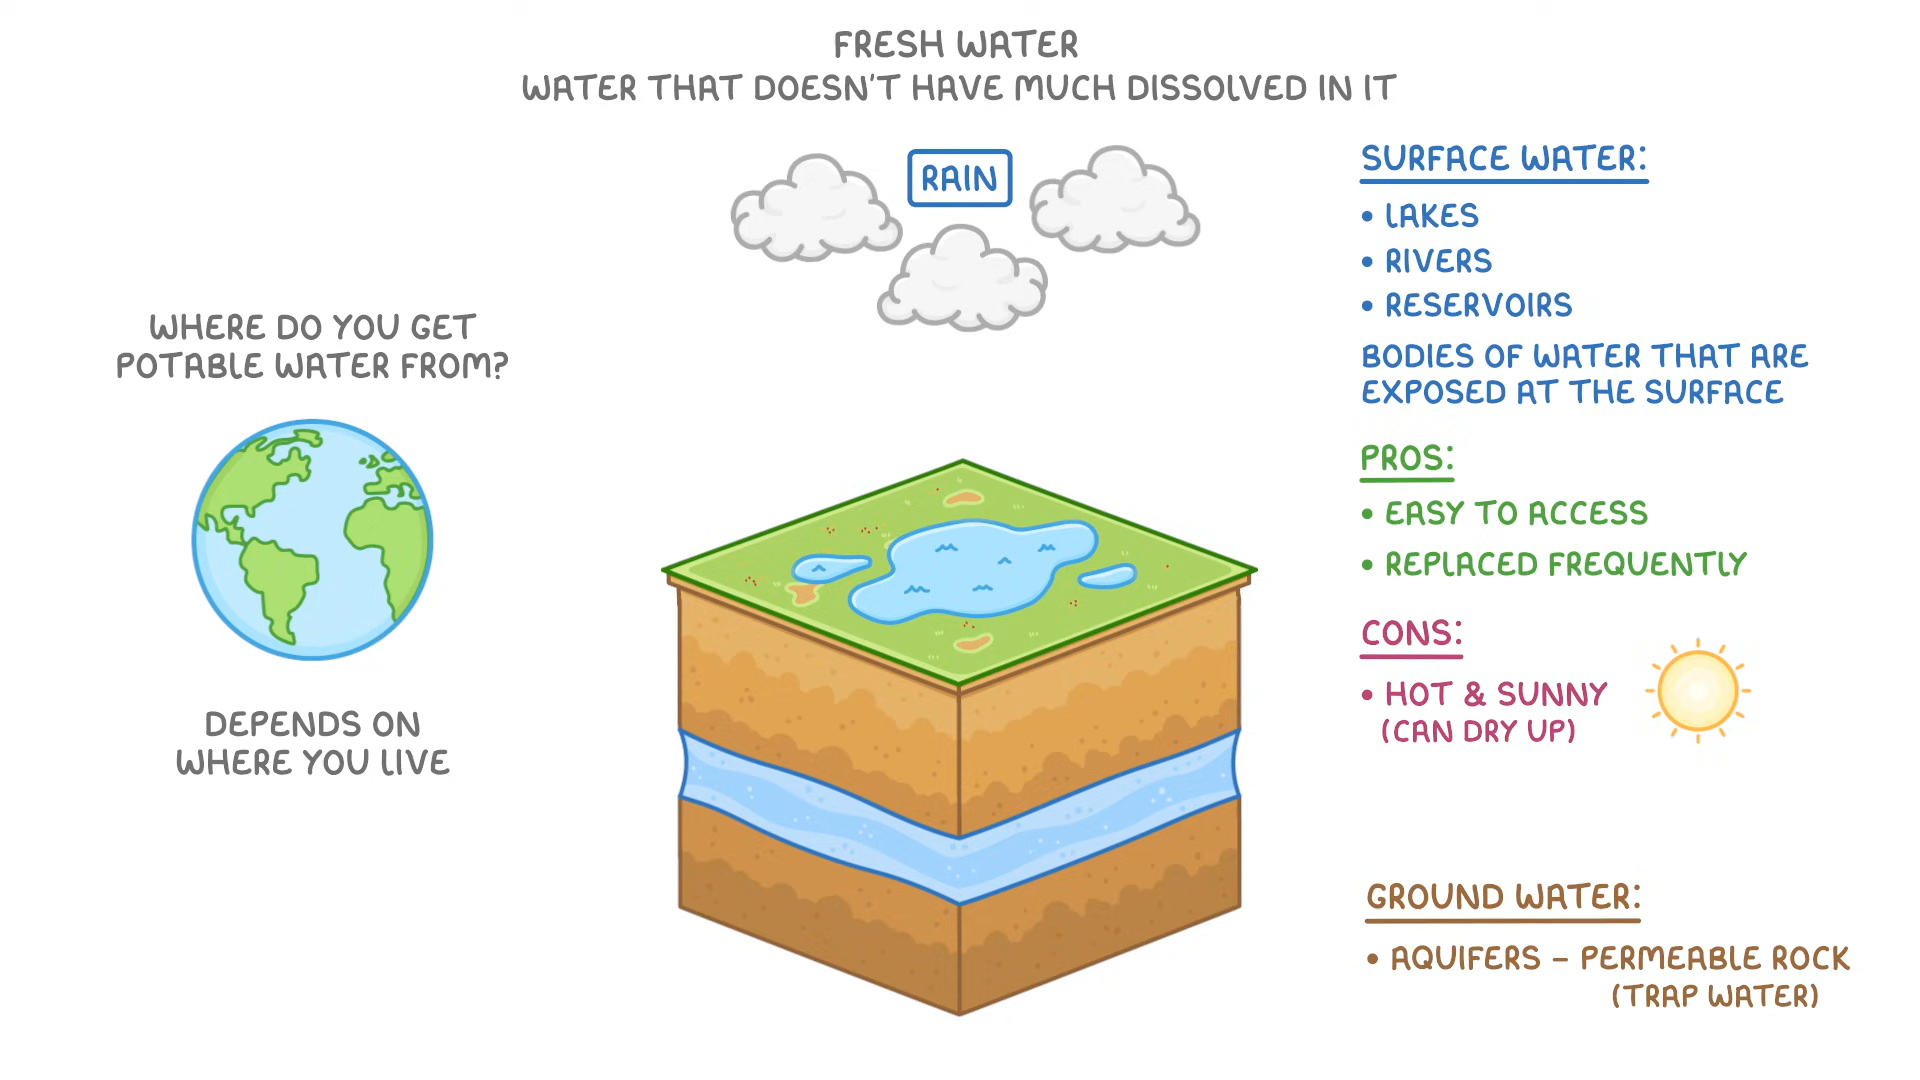 FRESH WATER
WATER THAT DOESN'T HAVE MUCH DISSOLVED IN IT
RAIN
WHERE DO YOU GET
POTABLE WATER FROM?
DEPENDS ON
WHERE YOU LIVE
SURFACE WATER:
• LAKES
• RIVERS
• RESERVOIRS
BODIES OF WATER THAT ARE
EXPOSED AT THE SURFACE
PROS:
• EASY TO ACCESS
• REPLACED FREQUENTLY
CONS:
• HOT & SUNNY
(CAN DRY UP)
GROUND WATER:
• AQUIFERS – PERMEABLE ROCK
(TRAP WATER)